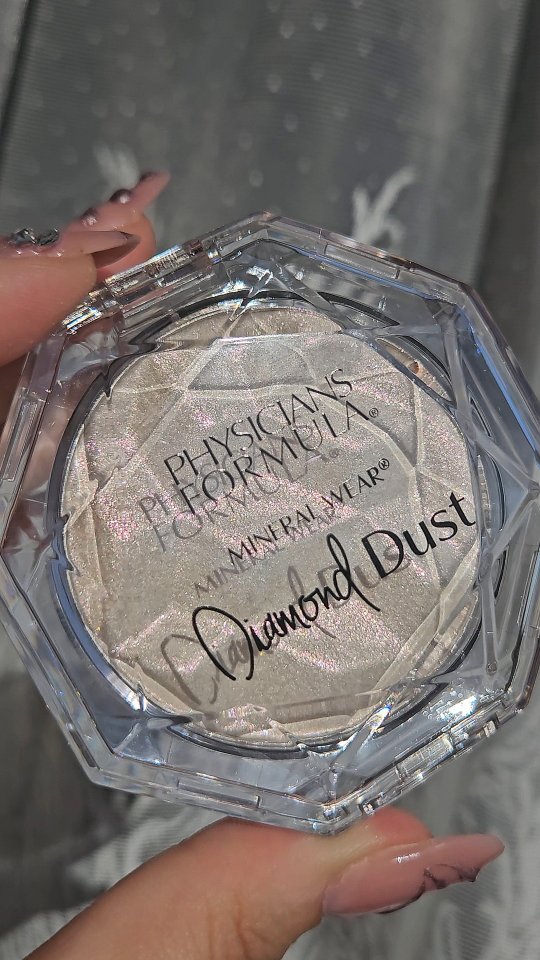 PHYSICIANS
FORMULA®
MINERAL WEAR®
Diamond Dust